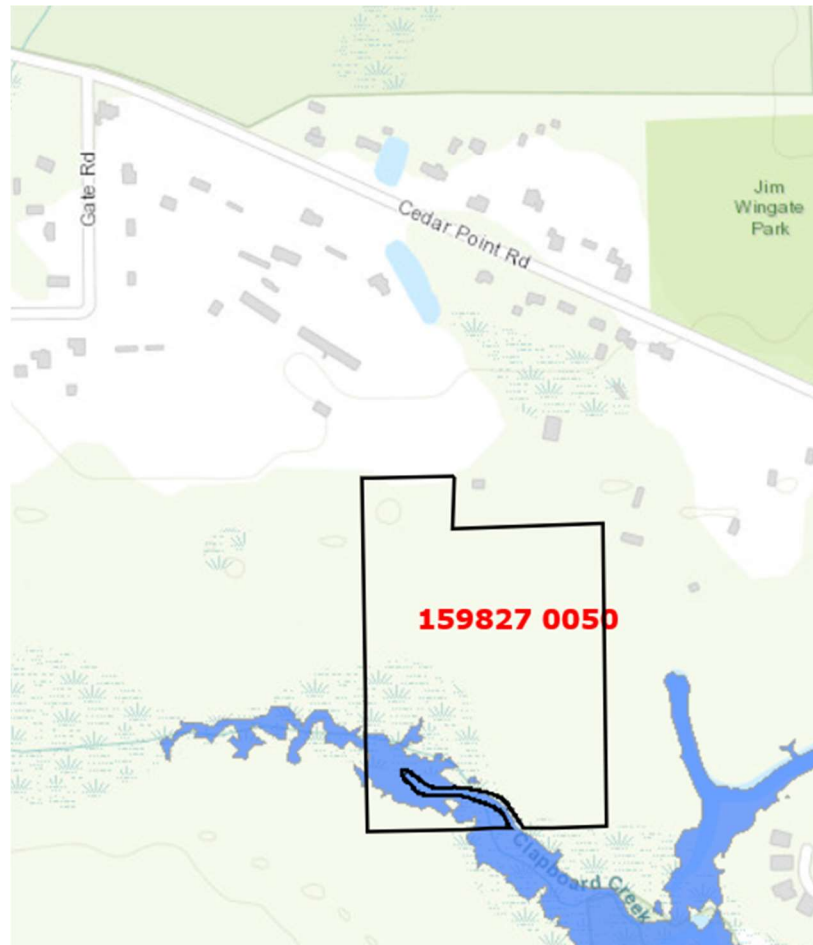 Gate Rd
Cedar Point Rd
Jim
Wingate
Park
159827 0050
Clapboard Creek